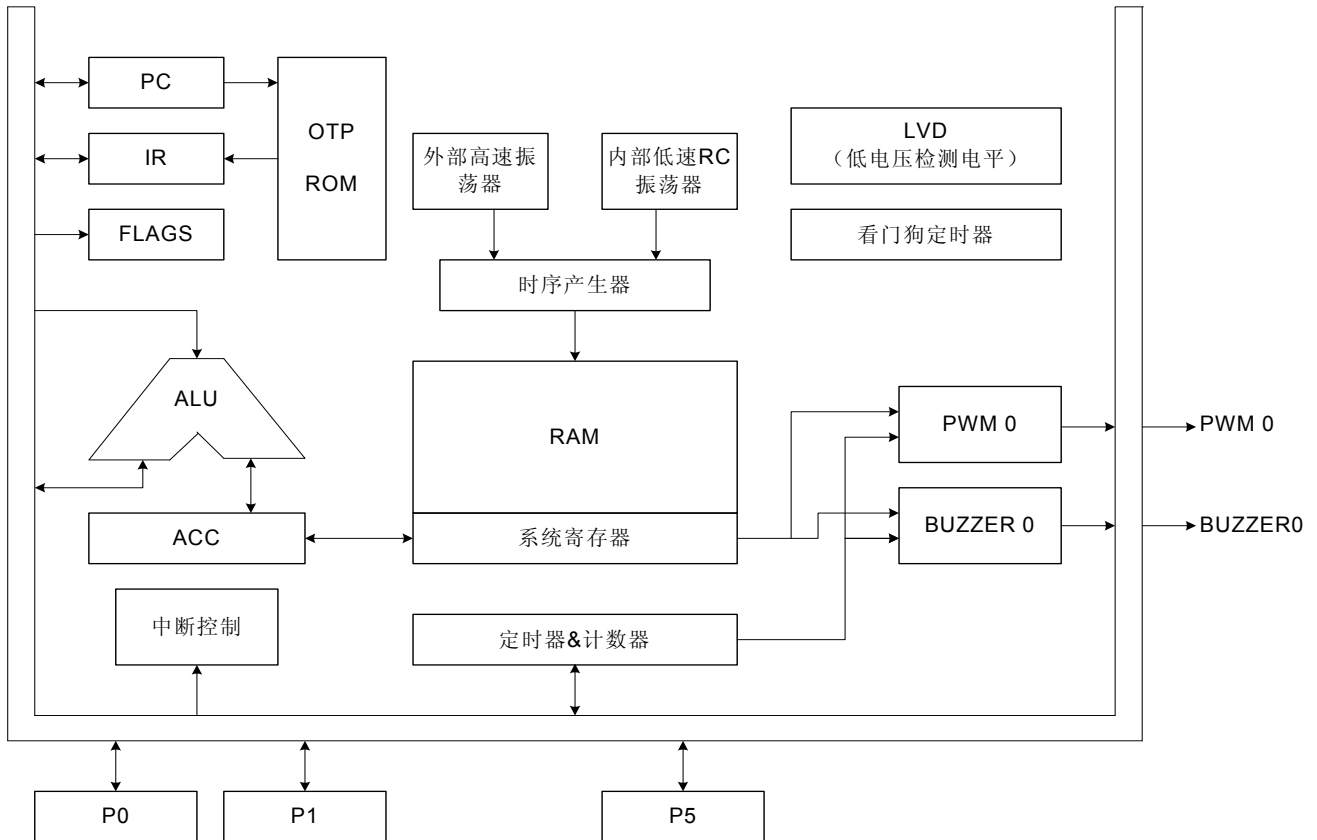 PC
OTP
ROM
IR
FLAGS
外部高速振
荡器
内部低速RC
振荡器
LVD
（低电压检测电平）
看门狗定时器
时序产生器
ALU
RAM
PWM 0
PWM 0
ACC
系统寄存器
BUZZER 0
BUZZER0
中断控制
定时器&计数器
P0
P1
P5